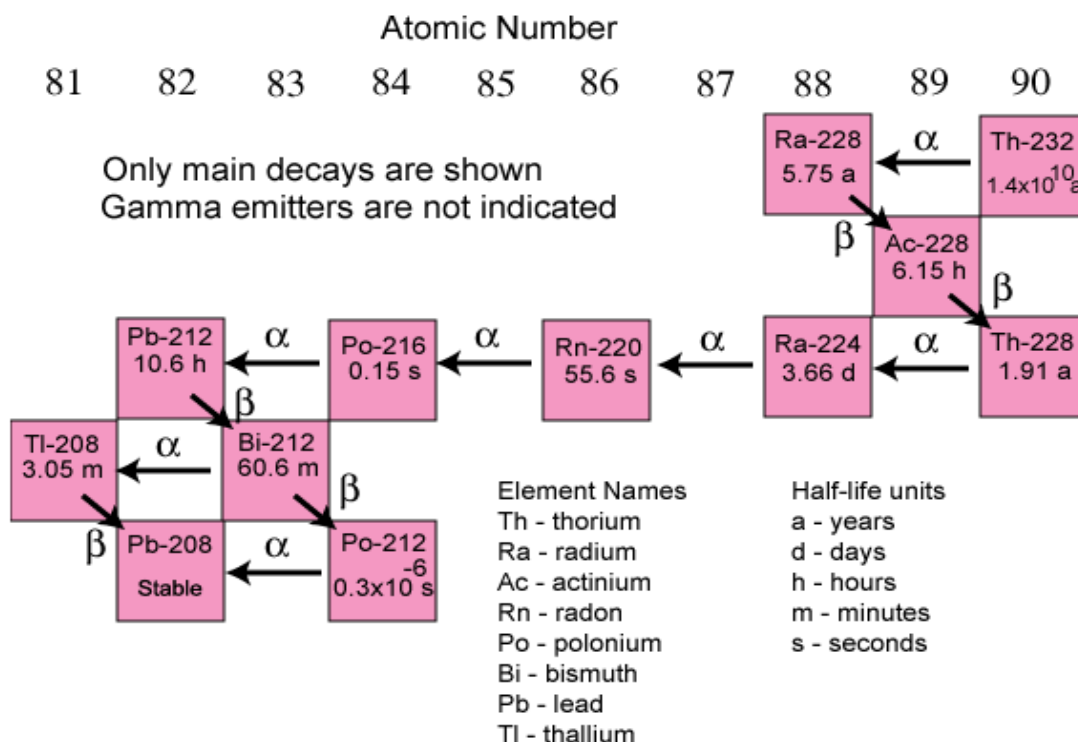 Atomic Number
81 82 83 84 85 86 87 88 89 90
Only main decays are shown
Gamma emitters are not indicated
Ra-228
5.75 a
α
Th-232
1.4x10^10 a
β
Ac-228
6.15 h
β
Pb-212
10.6 h
α
Po-216
0.15 s
α
Rn-220
55.6 s
α
Ra-224
3.66 d
α
Th-228
1.91 a
β
Tl-208
3.05 m
α
Bi-212
60.6 m
β
β
Pb-208
Stable
α
Po-212
0.3x10^-6 s
Element Names
Th - thorium
Ra - radium
Ac - actinium
Rn - radon
Po - polonium
Bi - bismuth
Pb - lead
Tl - thallium
Half-life units
a - years
d - days
h - hours
m - minutes
s - seconds